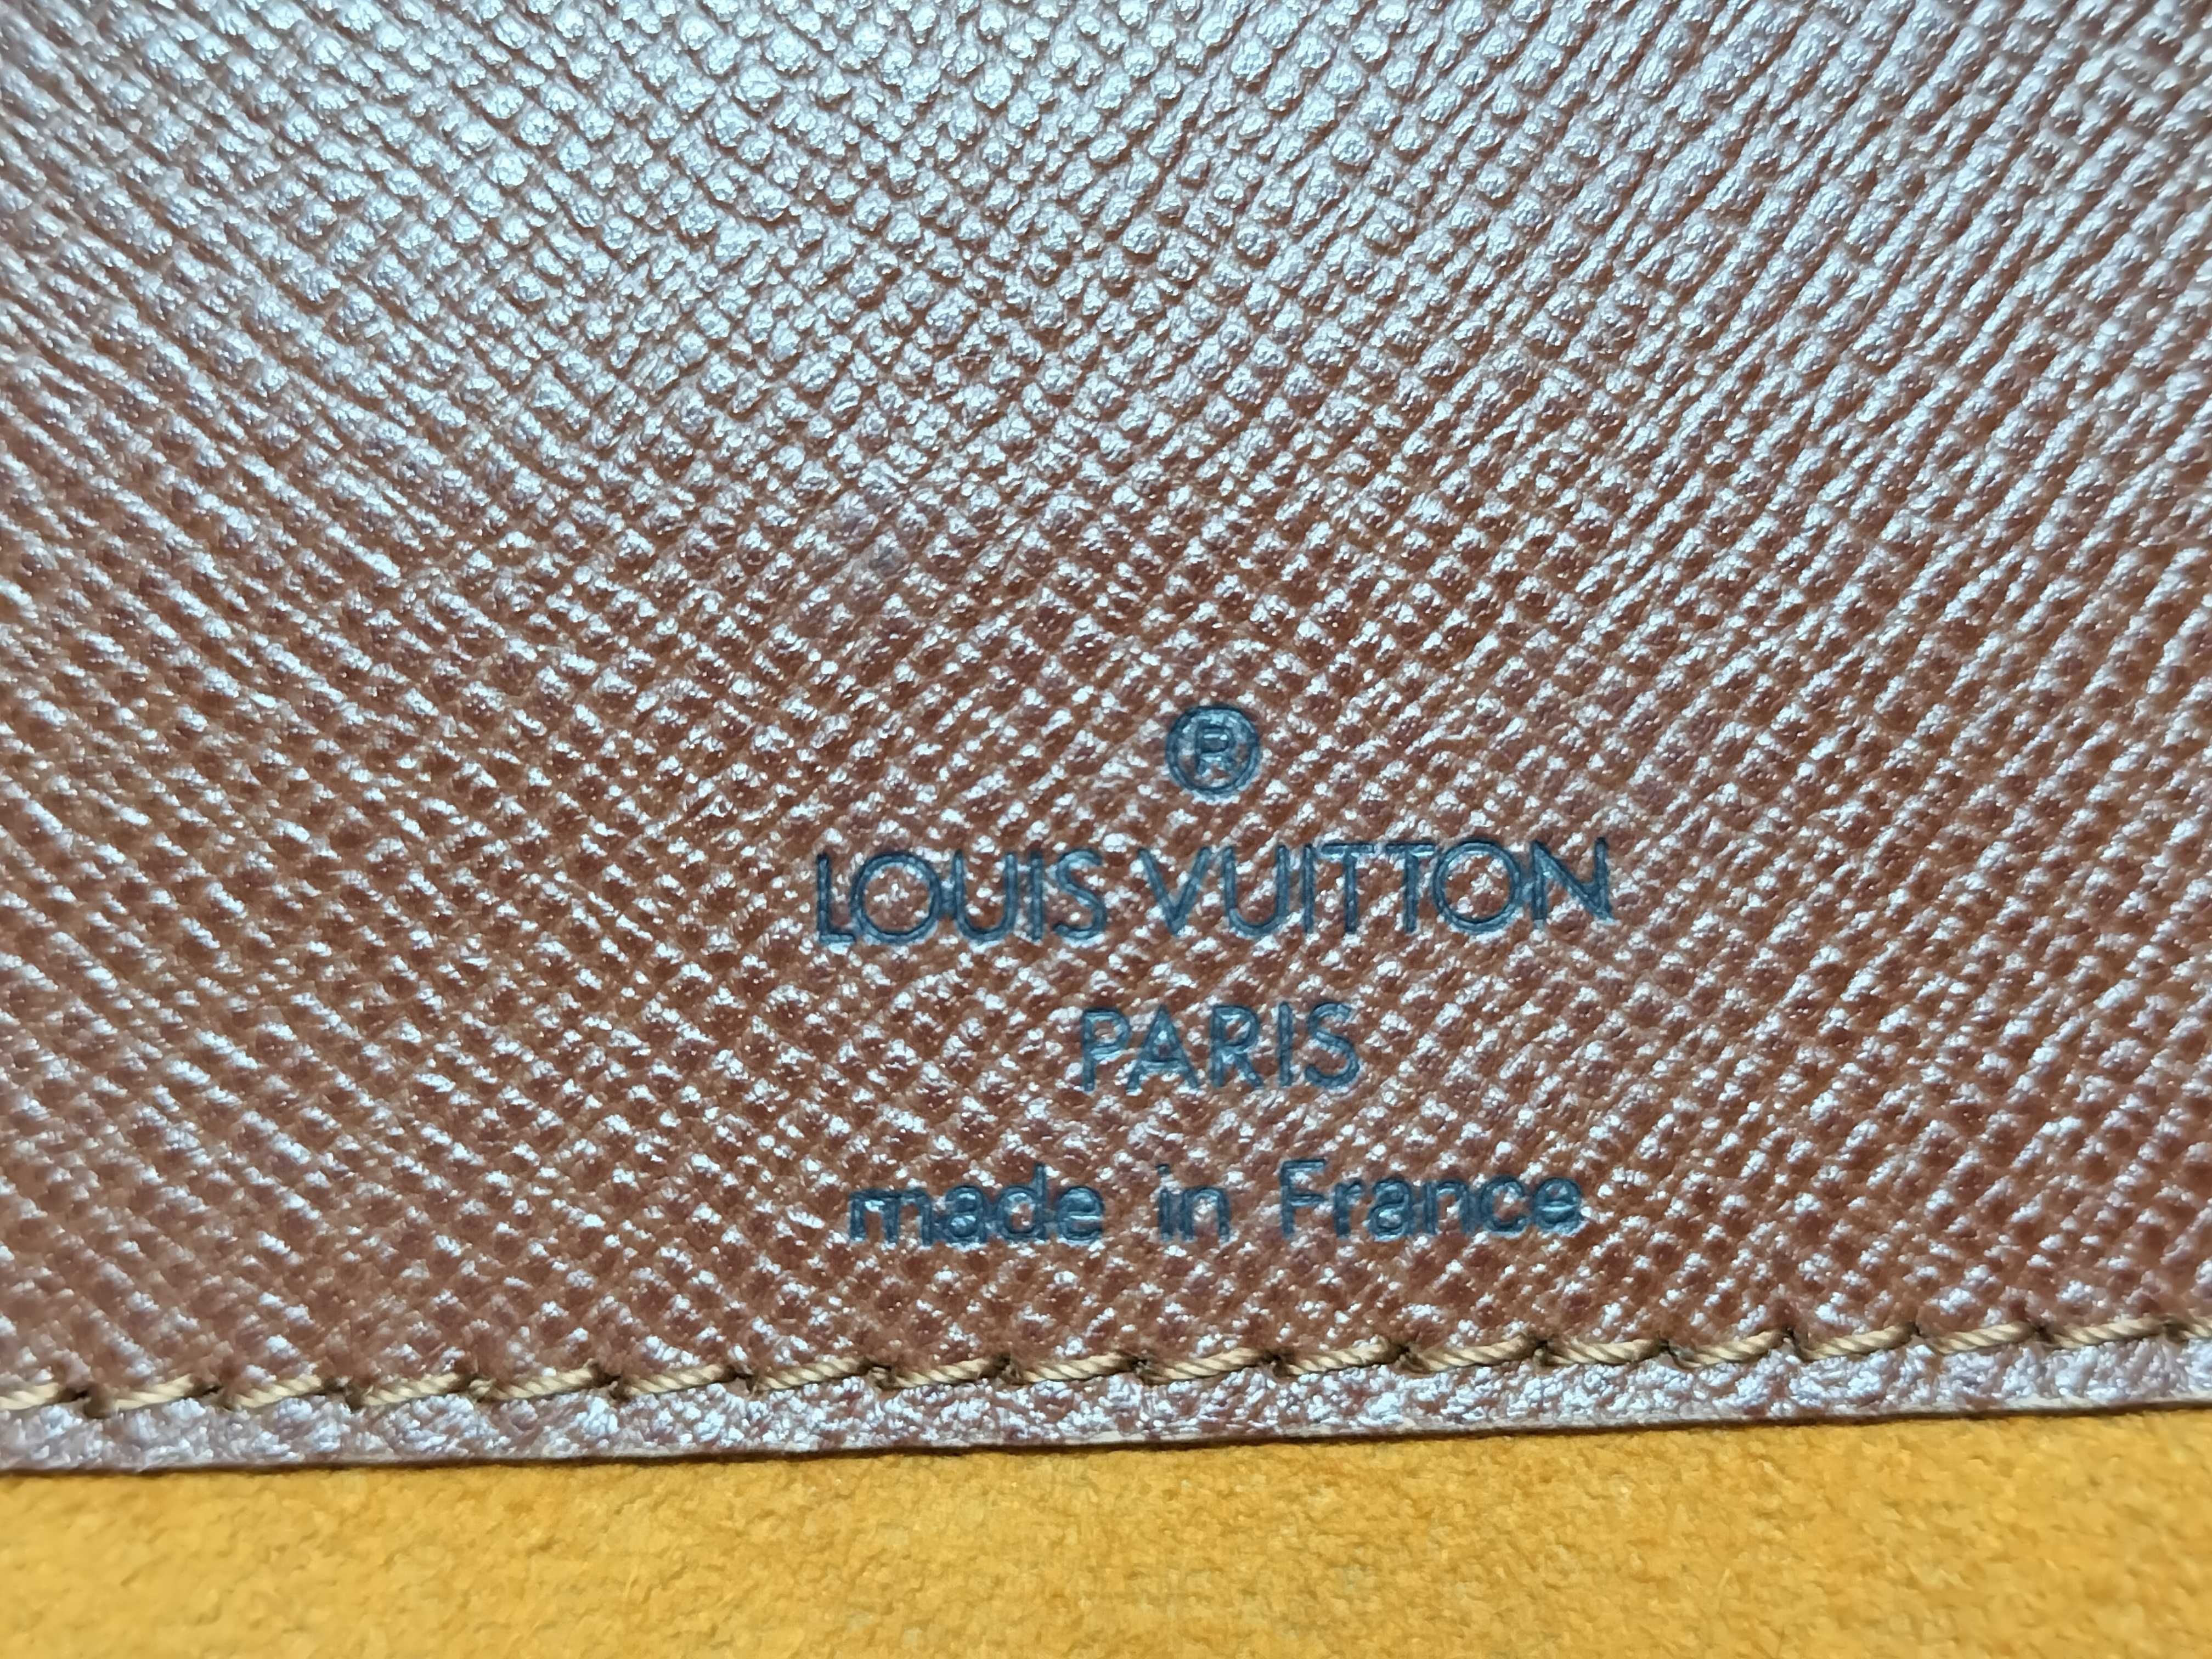 ®
LOUIS VUITTON
PARIS
made in France